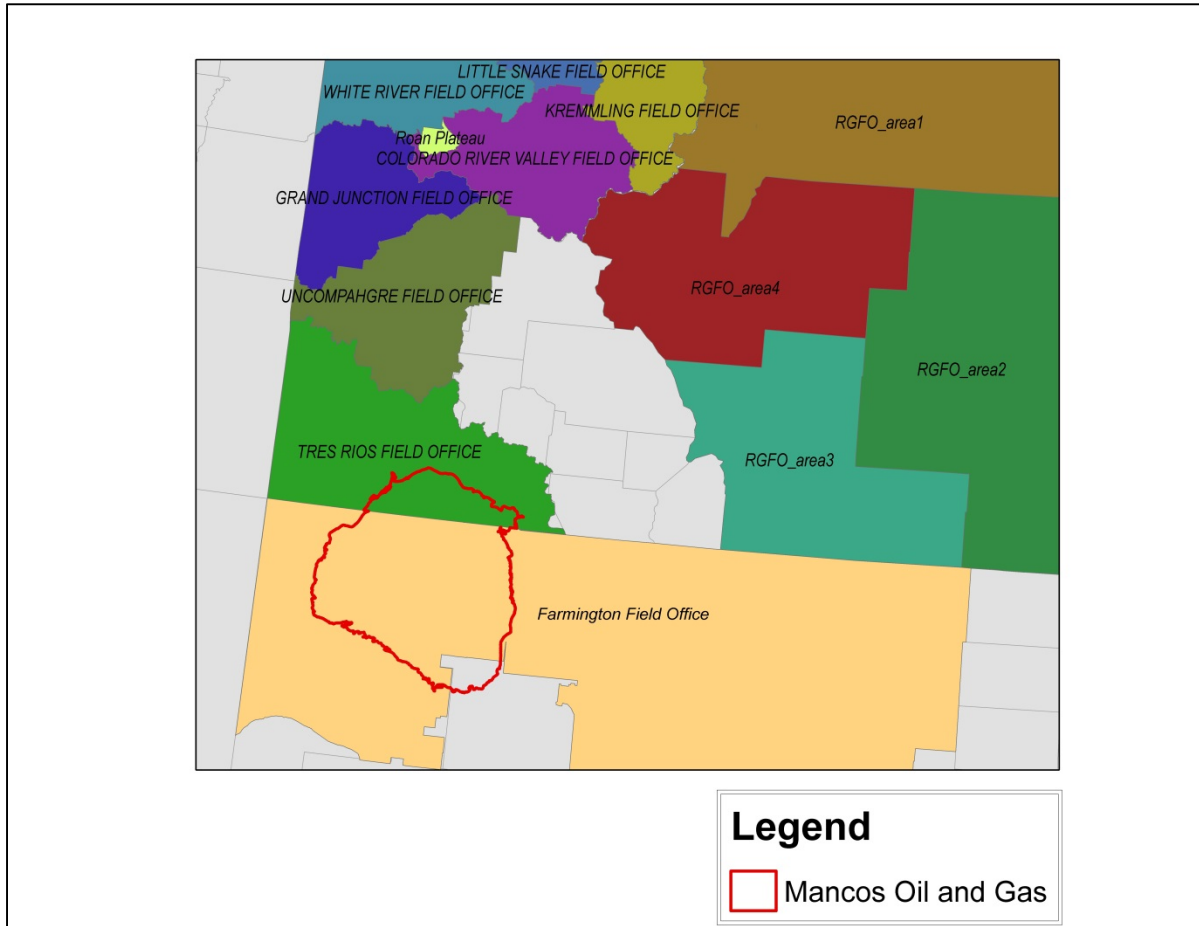 LITTLE SNAKE FIELD OFFICE
WHITE RIVER FIELD OFFICE
KREMMLING FIELD OFFICE
RGFO_area1
Roan Plateau
COLORADO RIVER VALLEY FIELD OFFICE
GRAND JUNCTION FIELD OFFICE
RGFO_area4
UNCOMPAHGRE FIELD OFFICE
RGFO_area2
TRES RIOS FIELD OFFICE
RGFO_area3
Farmington Field Office
Legend
Mancos Oil and Gas